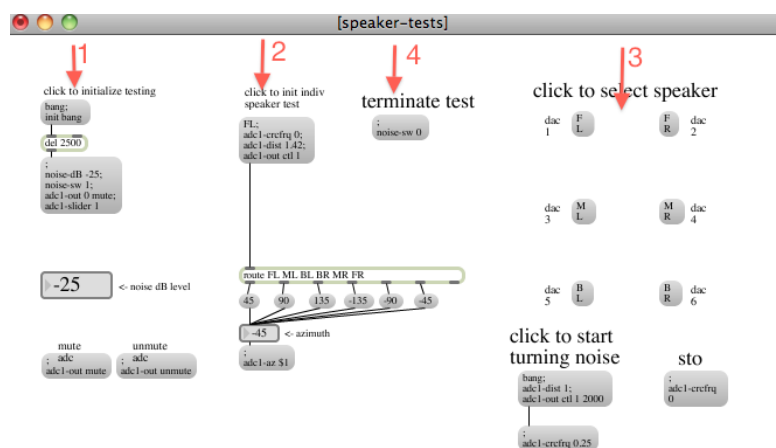 [speaker-tests]
1
2
4
3
click to initialize testing
bang;
init bang
del 2500
;
noise-dB -25;
noise-sw 1;
adc1-out 0 mute;
adc1-slider 1
-25
<- noise dB level
mute
; adc
adc1-out mute
unmute
; adc
adc1-out unmute
click to init indiv
speaker test
FL;
adc1-crcfrq 0;
adc1-dist 1.42;
adc1-out ctl 1
route FL ML BL BR MR FR
45 90 135 -135 -90 -45
-45
<- azimuth
;
adc1-az $1
terminate test
;
noise-sw 0
click to select speaker
dac F F dac
1 L R 2
dac M M dac
3 L R 4
dac B B dac
5 L R 6
click to start
turning noise
bang;
adc1-dist 1;
adc1-out ctl 1 2000
;
adc1-crcfrq 0.25
sto
;
adc1-crcfrq
0